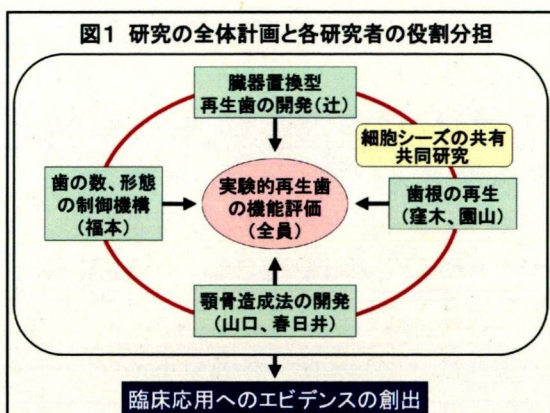 図1 研究の全体計画と各研究者の役割分担
臓器置換型
再生歯の開発(辻)
細胞シーズの共有
共同研究
歯の数、形態
の制御機構
(福本)
実験的再生歯
の機能評価
(全員)
歯根の再生
(窪木、園山)
顎骨造成法の開発
(山口、春日井)
臨床応用へのエビデンスの創出